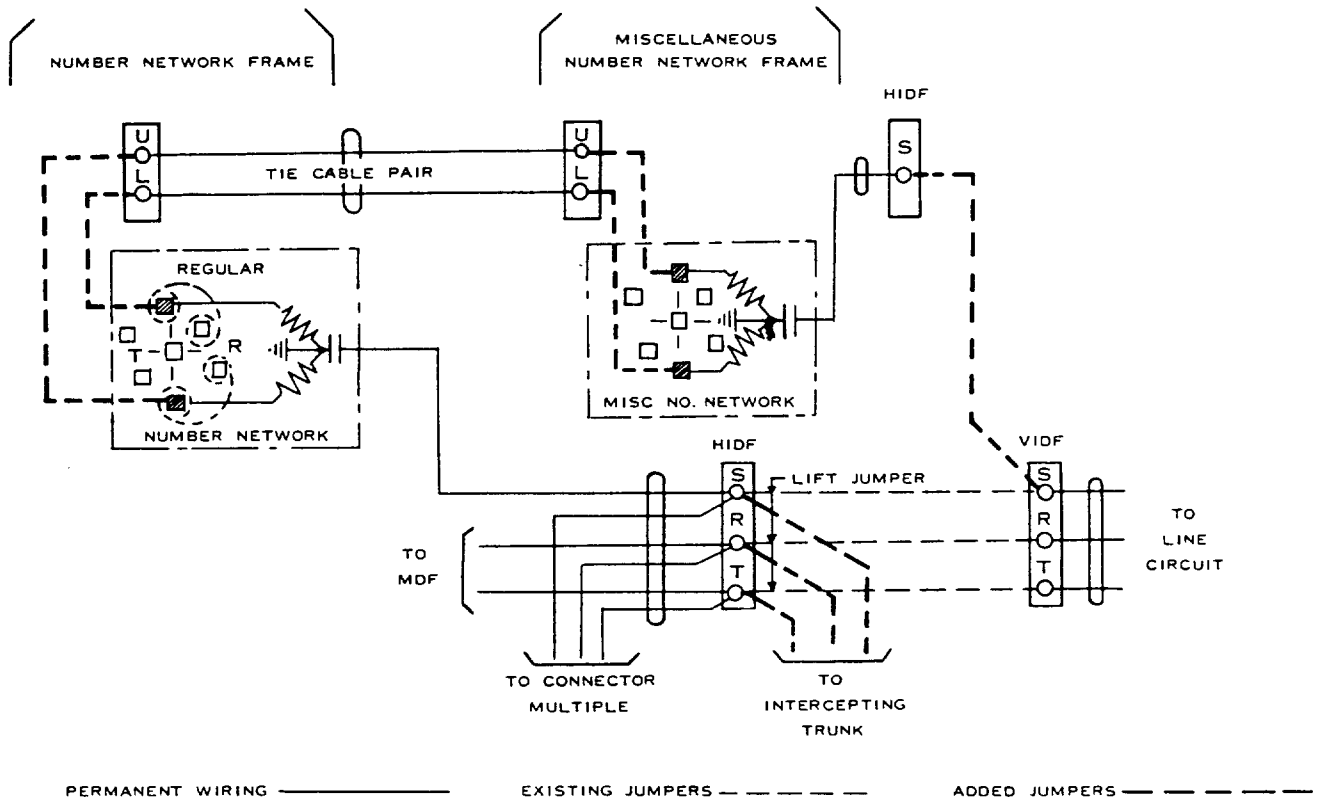 NUMBER NETWORK FRAME
MISCELLANEOUS
NUMBER NETWORK FRAME
HIDF
U
L
TIE CABLE PAIR
U
L
S
REGULAR
T
R
NUMBER NETWORK
MISC NO. NETWORK
HIDF
VIDF
S
R
T
LIFT JUMPER
S
R
T
TO
MDF
TO
LINE
CIRCUIT
TO CONNECTOR
MULTIPLE
TO
INTERCEPTING
TRUNK
PERMANENT WIRING
EXISTING JUMPERS
ADDED JUMPERS